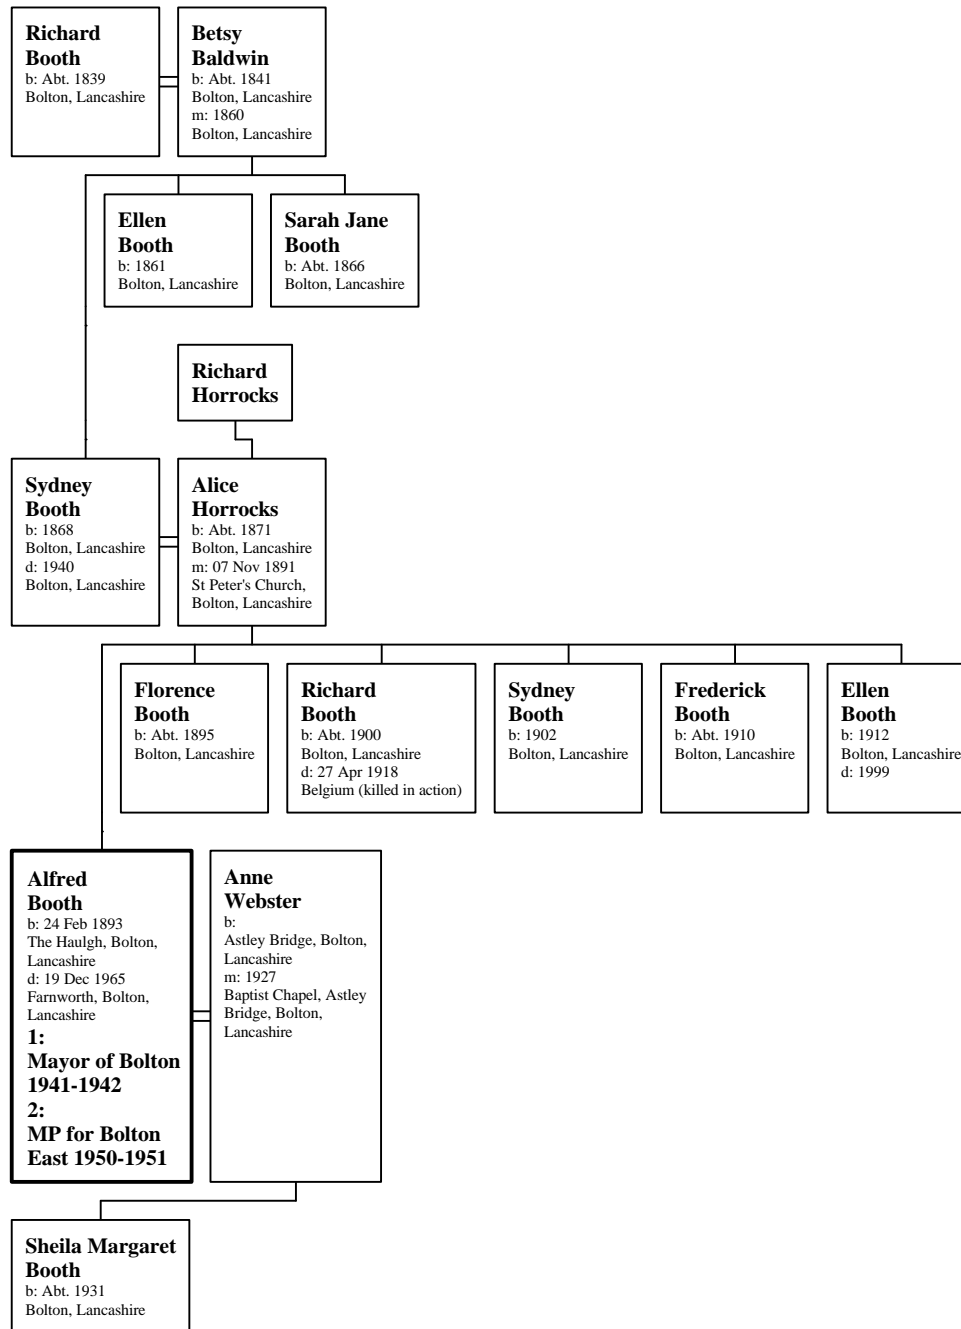 Richard
Booth
b: Abt. 1839
Bolton, Lancashire
Betsy
Baldwin
b: Abt. 1841
Bolton, Lancashire
m: 1860
Bolton, Lancashire
Ellen
Booth
b: 1861
Bolton, Lancashire
Sarah Jane
Booth
b: Abt. 1866
Bolton, Lancashire
Richard
Horrocks
Sydney
Booth
b: 1868
Bolton, Lancashire
d: 1940
Bolton, Lancashire
Alice
Horrocks
b: Abt. 1871
Bolton, Lancashire
m: 07 Nov 1891
St Peter's Church,
Bolton, Lancashire
Florence
Booth
b: Abt. 1895
Bolton, Lancashire
Richard
Booth
b: Abt. 1900
Bolton, Lancashire
d: 27 Apr 1918
Belgium (killed in action)
Sydney
Booth
b: 1902
Bolton, Lancashire
Frederick
Booth
b: Abt. 1910
Bolton, Lancashire
Ellen
Booth
b: 1912
Bolton, Lancashire
d: 1999
Alfred
Booth
b: 24 Feb 1893
The Haulgh, Bolton,
Lancashire
d: 19 Dec 1965
Farnworth, Bolton,
Lancashire
1:
Mayor of Bolton
1941-1942
2:
MP for Bolton
East 1950-1951
Anne
Webster
b:
Astley Bridge, Bolton,
Lancashire
m: 1927
Baptist Chapel, Astley
Bridge, Bolton,
Lancashire
Sheila Margaret
Booth
b: Abt. 1931
Bolton, Lancashire